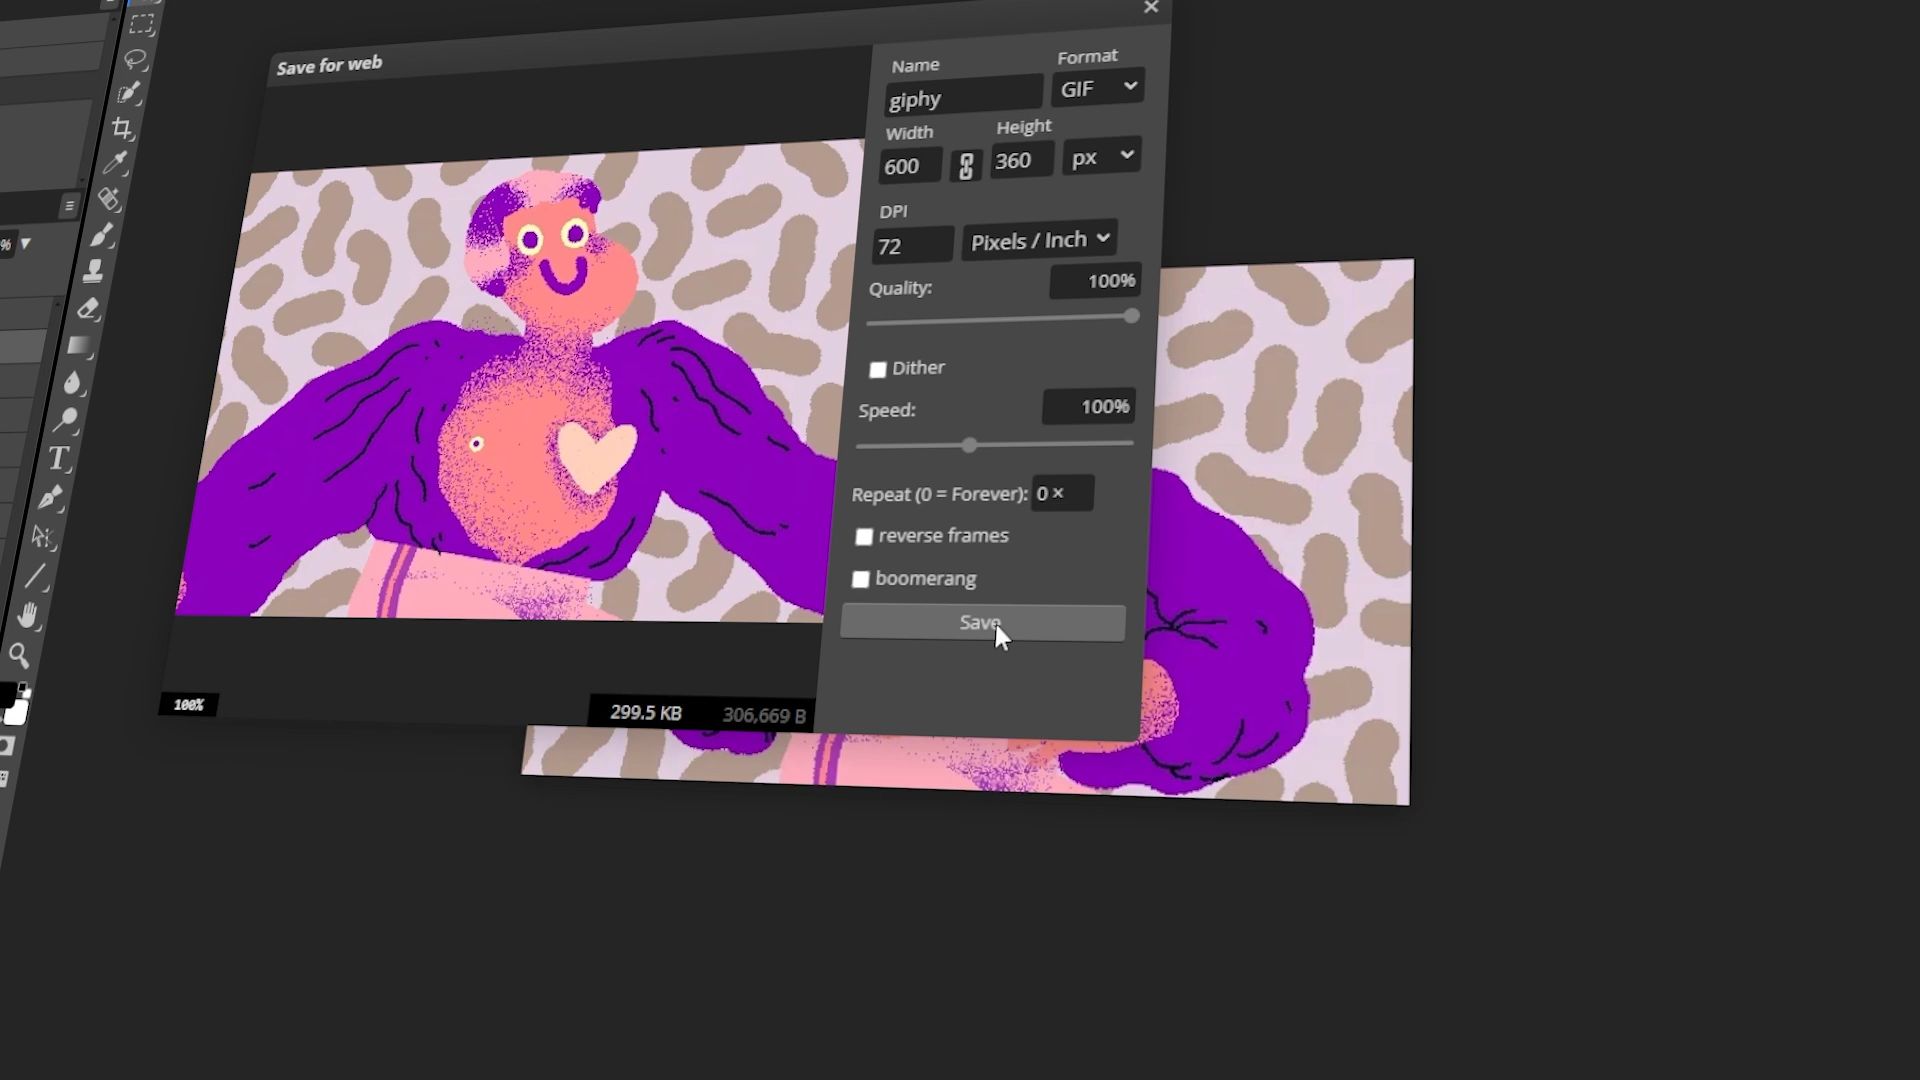 Save for web
Name
Format
giphy
GIF
Width
Height
600
360
px
DPI
72
Pixels / Inch
Quality:
100%
Dither
Speed:
100%
Repeat (0 = Forever):
0 ×
reverse frames
boomerang
Save
100%
299.5 KB
306,669 B
%
T